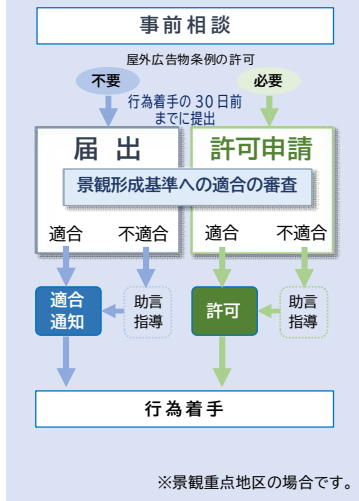 事前相談
屋外広告物条例の許可
不要
必要
行為着手の30日前
までに提出
届出
許可申請
景観形成基準への適合の審査
適合
不適合
適合
不適合
適合
通知
助言
指導
許可
助言
指導
行為着手
※景観重点地区の場合です。